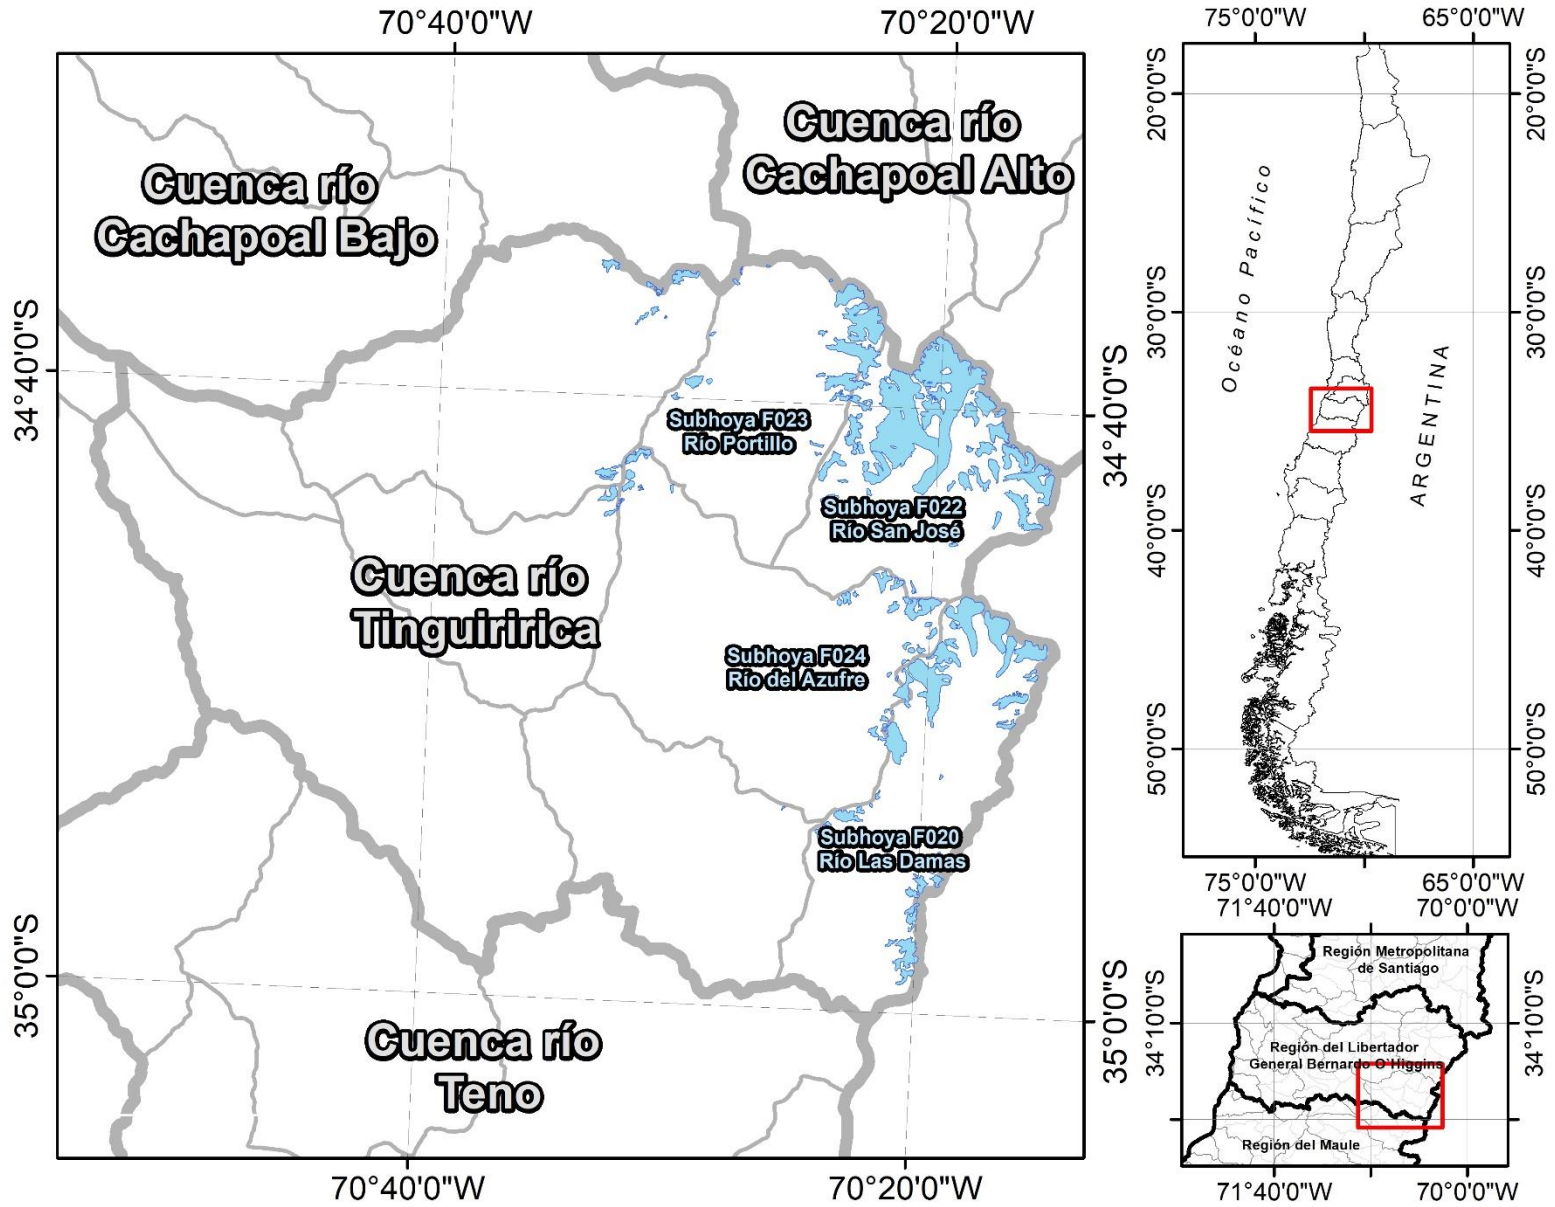 70°40'0"W
70°20'0"W
Cuenca río
Cachapoal Alto
Cuenca río
Cachapoal Bajo
34°40'0"S
34°40'0"S
Subhoya F023
Río Portillo
Subhoya F022
Río San José
Cuenca río
Tinguiririca
Subhoya F024
Río del Azufre
Subhoya F020
Río Las Damas
35°0'0"S
35°0'0"S
Cuenca río
Teno
70°40'0"W
70°20'0"W
75°0'0"W
65°0'0"W
20°0'0"S
20°0'0"S
Océano Pacífico
30°0'0"S
30°0'0"S
ARGENTINA
40°0'0"S
40°0'0"S
50°0'0"S
50°0'0"S
75°0'0"W
65°0'0"W
71°40'0"W
70°0'0"W
Región Metropolitana
de Santiago
34°10'0"S
34°10'0"S
Región del Libertador
General Bernardo O'Higgins
Región del Maule
71°40'0"W
70°0'0"W